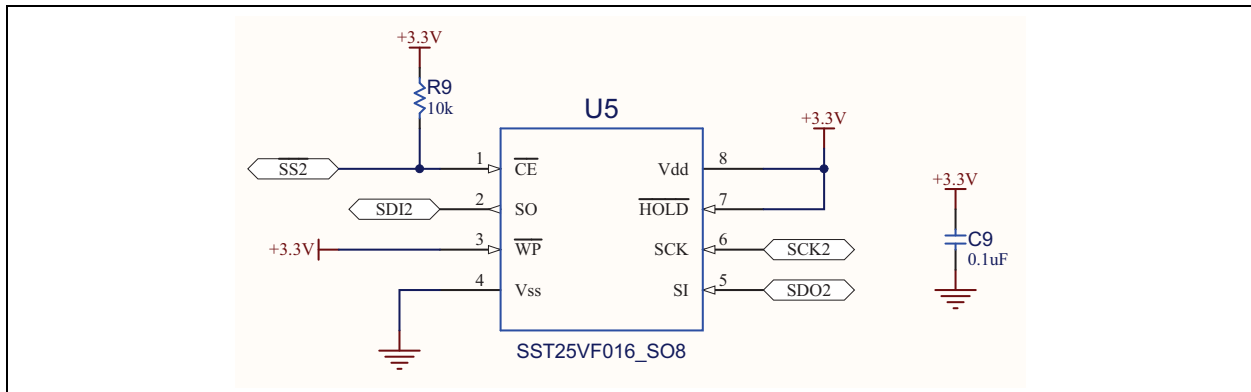 +3.3V
R9
10k
U5
+3.3V
SS2
1
CE
Vdd
8
SDI2
2
SO
HOLD
7
+3.3V
+3.3V
3
WP
SCK
6
SCK2
C9
0.1uF
4
Vss
SI
5
SDO2
SST25VF016_SO8